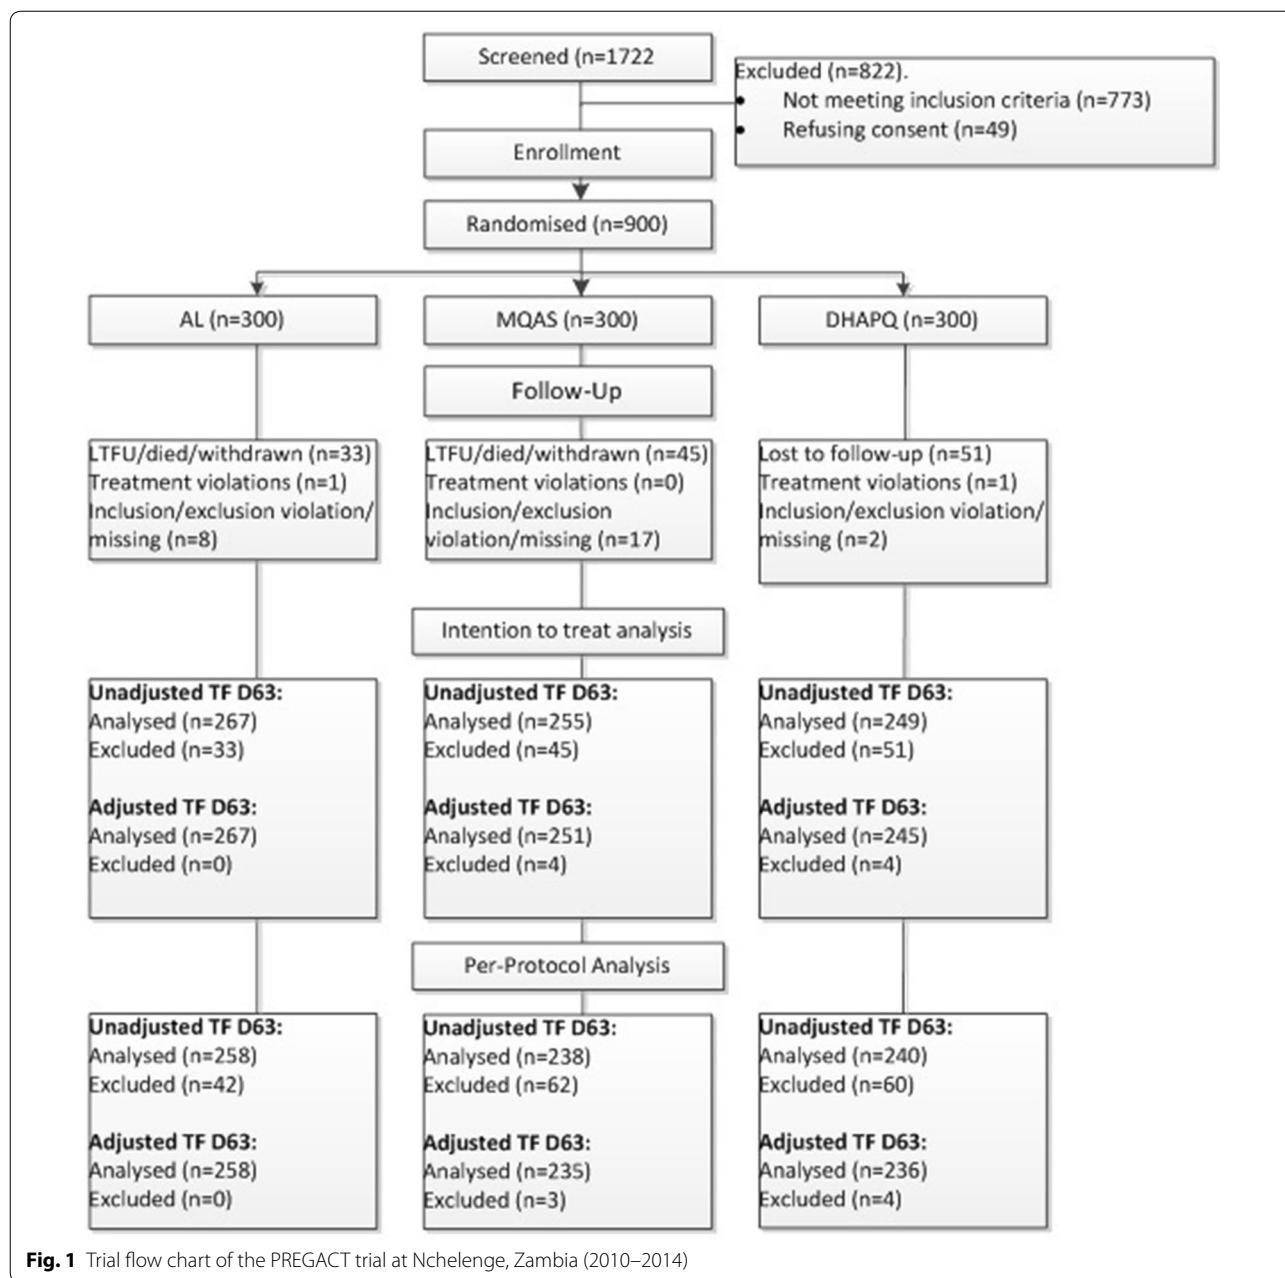 Screened (n=1722
Excluded (n=822).
• Not meeting inclusion criteria (n=773)
• Refusing consent (n=49)
Enrollment
Randomised (n=900)
AL (n=300)
MQAS (n=300)
DHAPQ (n=300)
Follow-Up
LTFU/died/withdrawn (n=33)
Treatment violations (n=1)
Inclusion/exclusion violation/
missing (n=8)
LTFU/died/withdrawn (n=45)
Treatment violations (n=0)
Inclusion/exclusion
violation/missing (n=17)
Lost to follow-up (n=51)
Treatment violations (n=1)
Inclusion/exclusion violation/
missing (n=2)
Intention to treat analysis
Unadjusted TF D63:
Analysed (n=267)
Excluded (n=33)
Adjusted TF D63:
Analysed (n=267)
Excluded (n=0)
Unadjusted TF D63:
Analysed (n=255)
Excluded (n=45)
Adjusted TF D63:
Analysed (n=251)
Excluded (n=4)
Unadjusted TF D63:
Analysed (n=249)
Excluded (n=51)
Adjusted TF D63:
Analysed (n=245)
Excluded (n=4)
Per-Protocol Analysis
Unadjusted TF D63:
Analysed (n=258)
Excluded (n=42)
Adjusted TF D63:
Analysed (n=258)
Excluded (n=0)
Unadjusted TF D63:
Analysed (n=238)
Excluded (n=62)
Adjusted TF D63:
Analysed (n=235)
Excluded (n=3)
Unadjusted TF D63:
Analysed (n=240)
Excluded (n=60)
Adjusted TF D63:
Analysed (n=236)
Excluded (n=4)
Fig. 1 Trial flow chart of the PREGACT trial at Nchelenge, Zambia (2010–2014)